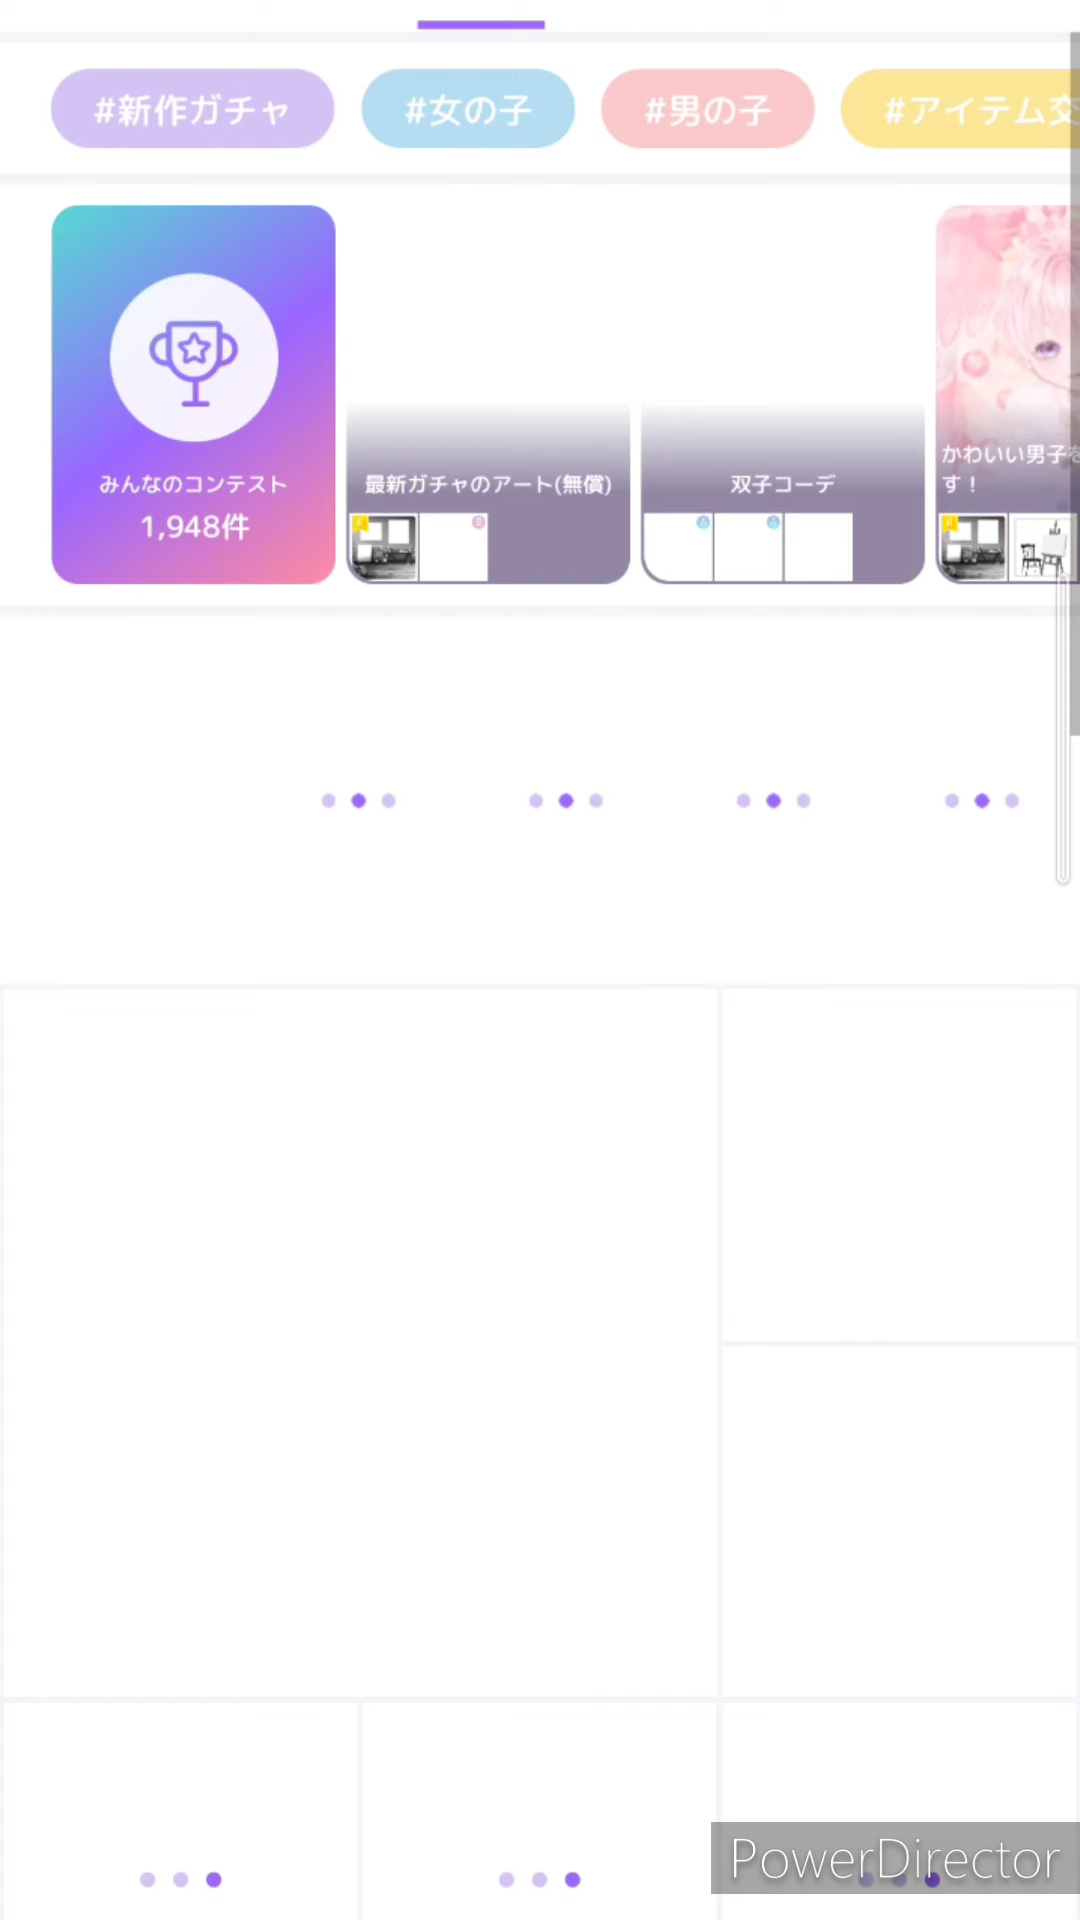 #新作ガチャ
#女の子
#男の子
#アイテム交
みんなのコンテスト
1,948件
最新ガチャのアート(無償)
双子コーデ
かわいい男子を
す！
PowerDirector